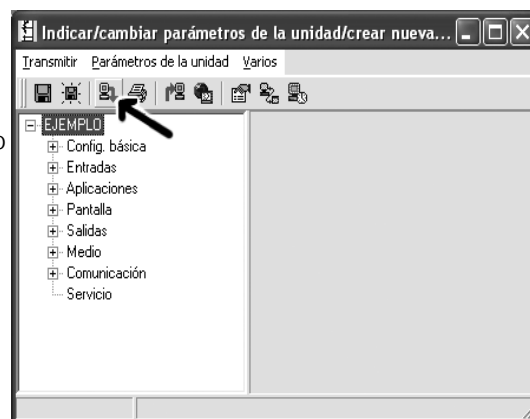 Indicar/cambiar parámetros de la unidad/crear nueva...
Transmitir Parámetros de la unidad Varios
EJEMPLO
Config. básica
Entradas
Aplicaciones
Pantalla
Salidas
Medio
Comunicación
Servicio